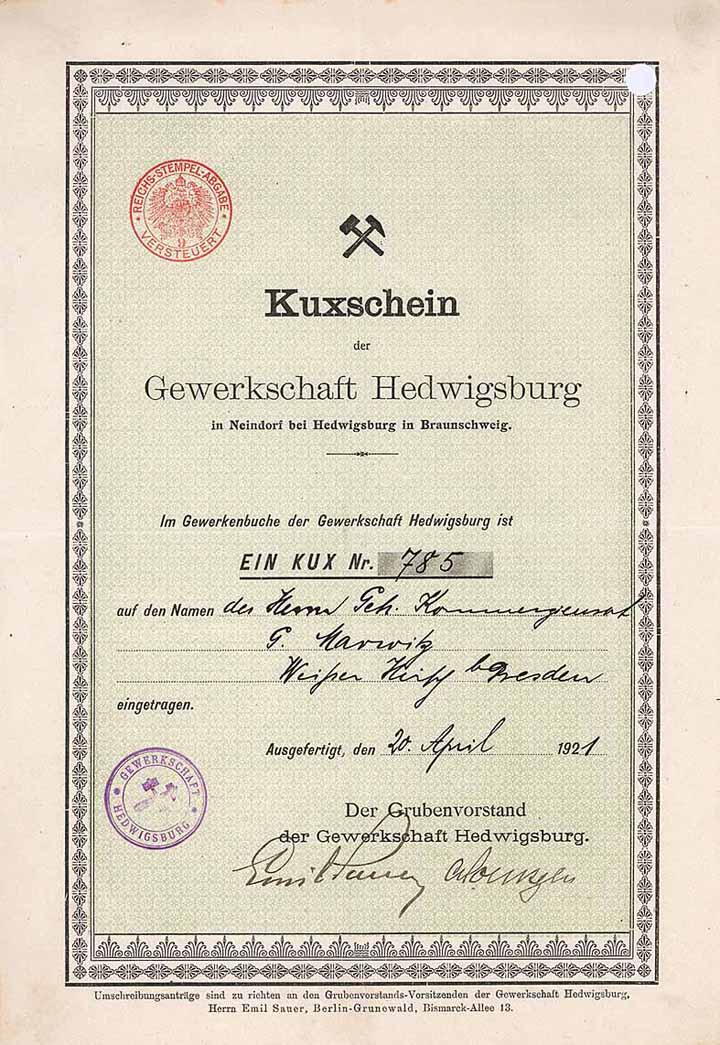 REICHS-STEMPEL-ABGABE
VERSTEUERT
Kuxschein
der
Gewerkschaft Hedwigsburg
in Neindorf bei Hedwigsburg in Braunschweig.
Im Gewerkenbuche der Gewerkschaft Hedwigsburg ist
EIN KUX Nr. 785
auf den Namen des Herrn Geh. Kommerzienrat
G. Marwitz
Weißer Hirsch b Dresden
eingetragen.
Ausgefertigt, den 20. April 1921
GEWERKSCHAFT
HEDWIGSBURG
Der Grubenvorstand
der Gewerkschaft Hedwigsburg.
Emil Sauer
Umschreibungsanträge sind zu richten an den Grubenvorstands-Vorsitzenden der Gewerkschaft Hedwigsburg,
Herrn Emil Sauer, Berlin-Grunewald, Bismarck-Allee 13.